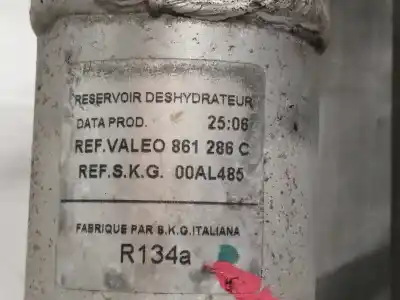 RESERVOIR DESHYDRATEUR
DATA PROD. 25:06
REF.VALEO 861 286 C
REF.S.K.G. 00AL485
FABRIQUE PAR S.K.G.ITALIANA
R134a